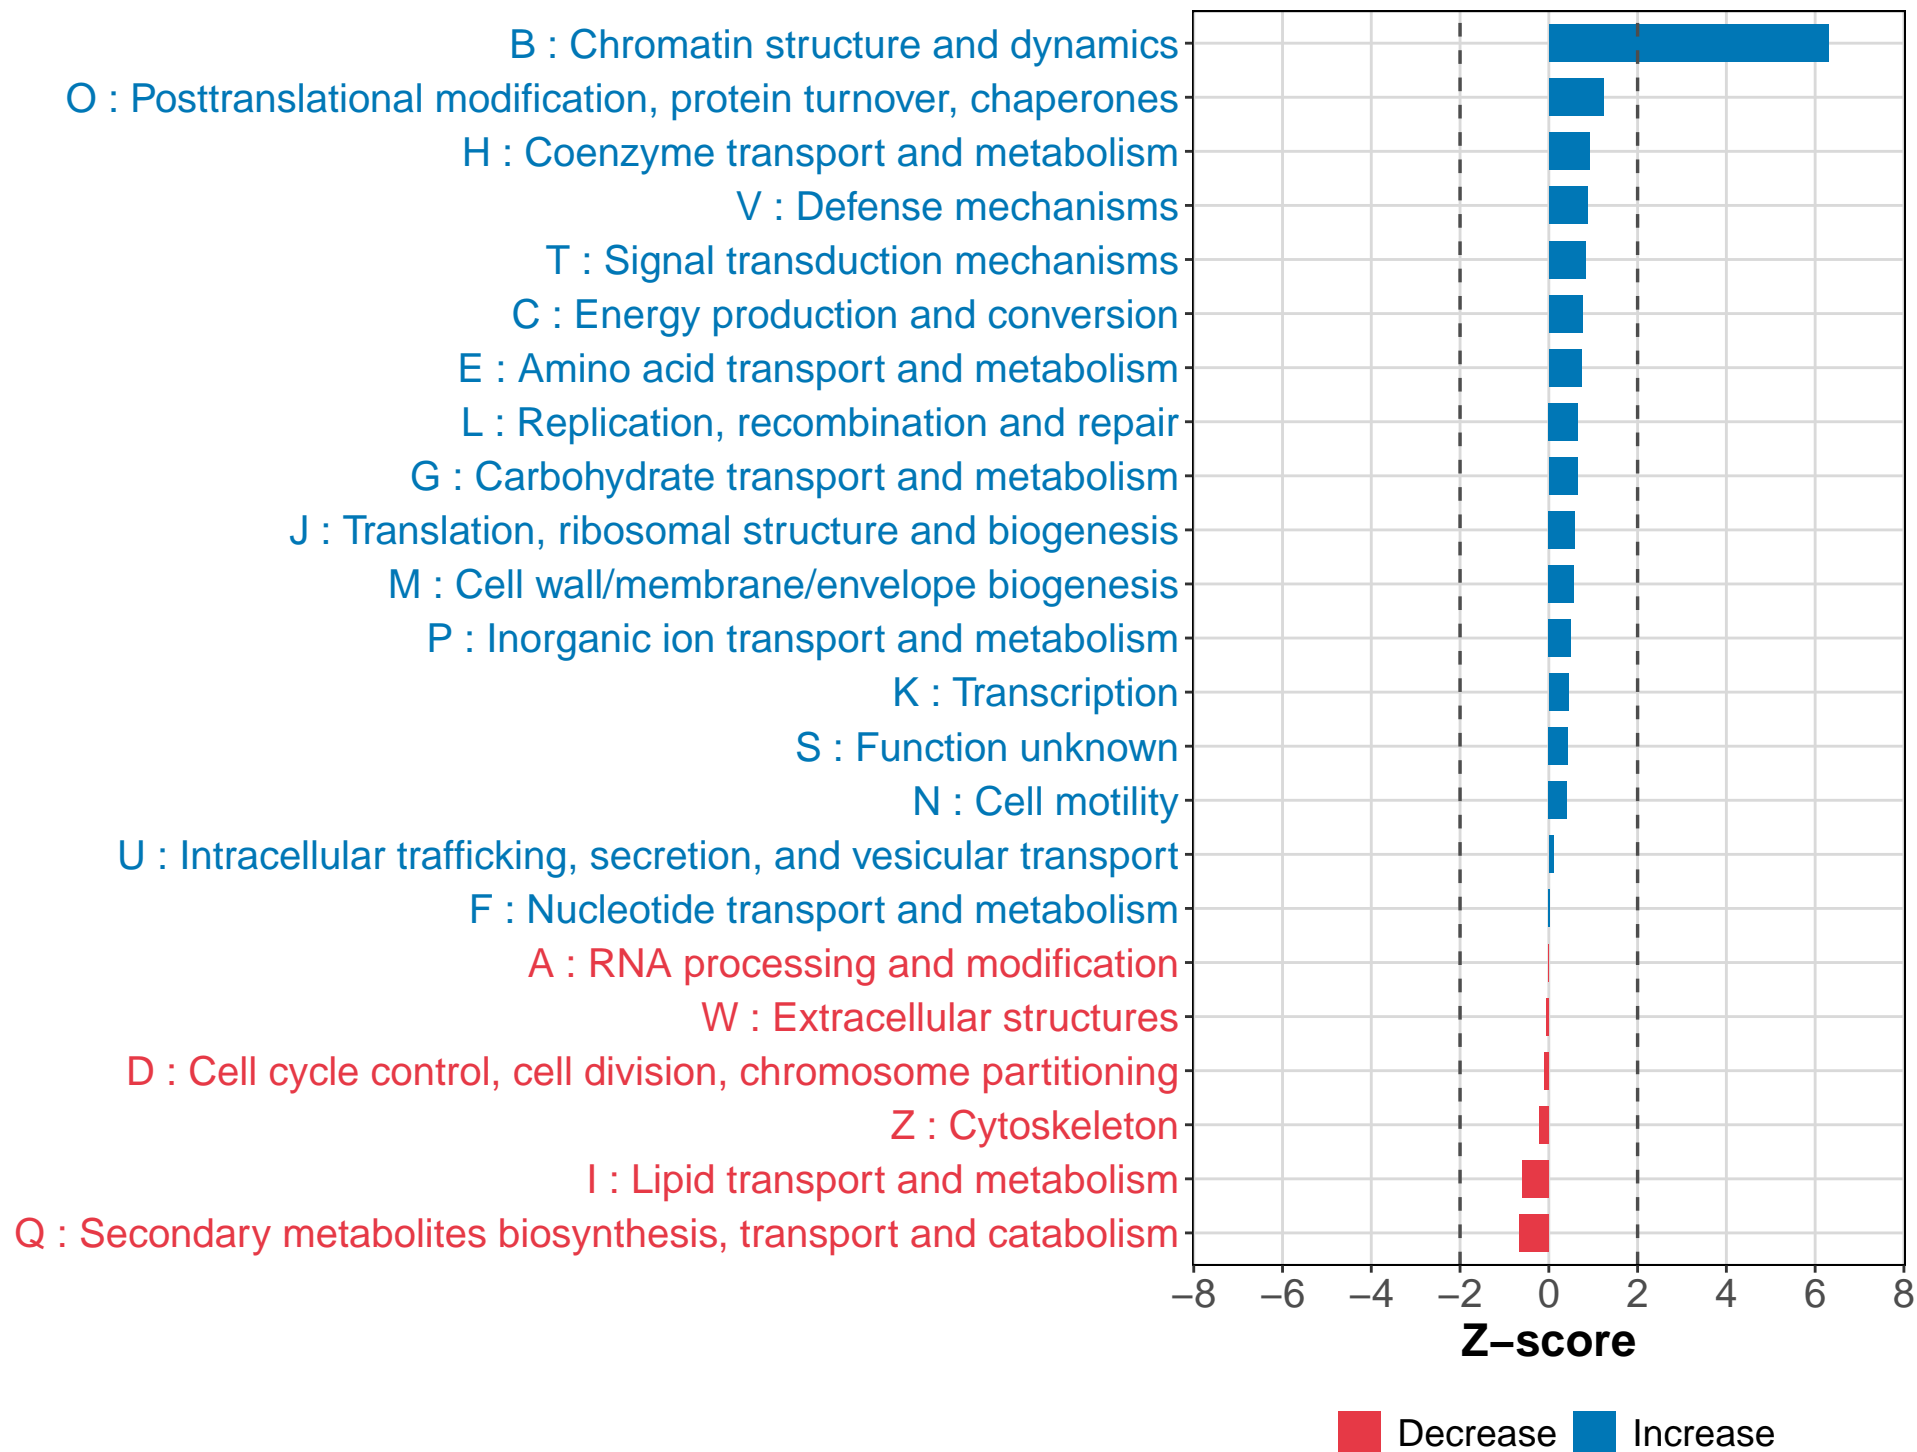 B : Chromatin structure and dynamics
O : Posttranslational modification, protein turnover, chaperones
H : Coenzyme transport and metabolism
V : Defense mechanisms
T : Signal transduction mechanisms
C : Energy production and conversion
E : Amino acid transport and metabolism
L : Replication, recombination and repair
G : Carbohydrate transport and metabolism
J : Translation, ribosomal structure and biogenesis
M : Cell wall/membrane/envelope biogenesis
P : Inorganic ion transport and metabolism
K : Transcription
S : Function unknown
N : Cell motility
U : Intracellular trafficking, secretion, and vesicular transport
F : Nucleotide transport and metabolism
A : RNA processing and modification
W : Extracellular structures
D : Cell cycle control, cell division, chromosome partitioning
Z : Cytoskeleton
I : Lipid transport and metabolism
Q : Secondary metabolites biosynthesis, transport and catabolism
−8 −6 −4 −2 0 2 4 6 8
Z−score
Decrease Increase